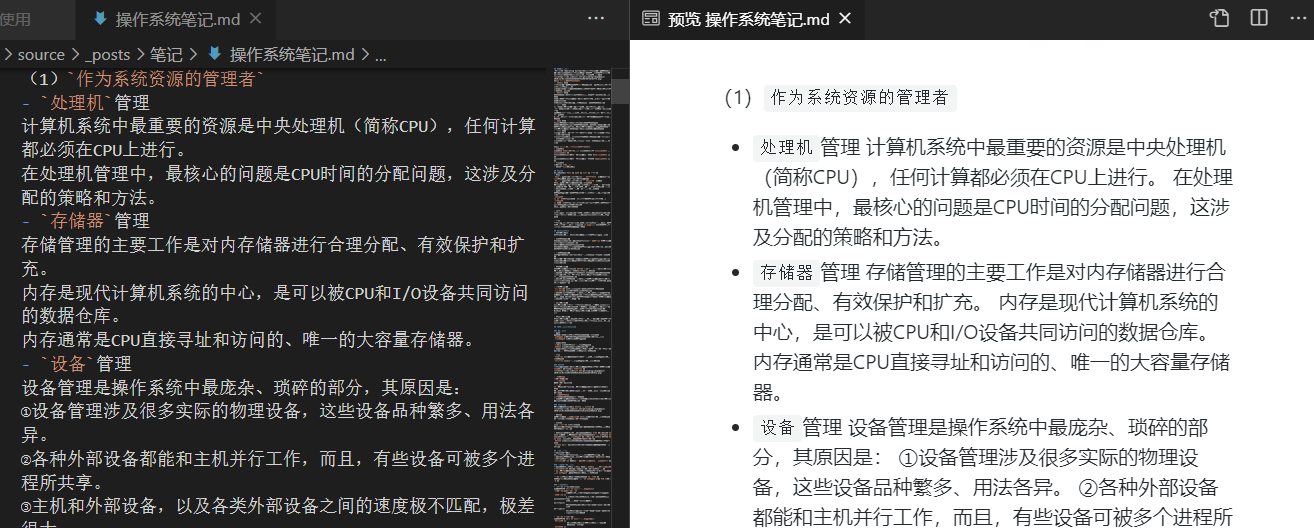 使用
操作系统笔记.md ×
...
> source > _posts > 笔记 > 操作系统笔记.md > ...
（1）`作为系统资源的管理者`
- `处理机`管理
计算机系统中最重要的资源是中央处理机（简称CPU），任何计算
都必须在CPU上进行。
在处理机管理中，最核心的问题是CPU时间的分配问题，这涉及分
配的策略和方法。
- `存储器`管理
存储管理的主要工作是对内存储器进行合理分配、有效保护和扩
充。
内存是现代计算机系统的中心，是可以被CPU和I/O设备共同访问
的数据仓库。
内存通常是CPU直接寻址和访问的、唯一的大容量存储器。
- `设备`管理
设备管理是操作系统中最庞杂、琐碎的部分，其原因是：
①设备管理涉及很多实际的物理设备，这些设备品种繁多、用法各
异。
②各种外部设备都能和主机并行工作，而且，有些设备可被多个进
程所共享。
③主机和外部设备，以及各类外部设备之间的速度极不匹配，极差
很大
预览 操作系统笔记.md ×
...
（1） 作为系统资源的管理者
• 处理机管理 计算机系统中最重要的资源是中央处理机
（简称CPU），任何计算都必须在CPU上进行。 在处理
机管理中，最核心的问题是CPU时间的分配问题，这涉
及分配的策略和方法。
• 存储器管理 存储管理的主要工作是对内存储器进行合
理分配、有效保护和扩充。 内存是现代计算机系统的
中心，是可以被CPU和I/O设备共同访问的数据仓库。
内存通常是CPU直接寻址和访问的、唯一的大容量存储
器。
• 设备管理 设备管理是操作系统中最庞杂、琐碎的部
分，其原因是： ①设备管理涉及很多实际的物理设
备，这些设备品种繁多、用法各异。 ②各种外部设备
都能和主机并行工作，而且，有些设备可被多个进程所